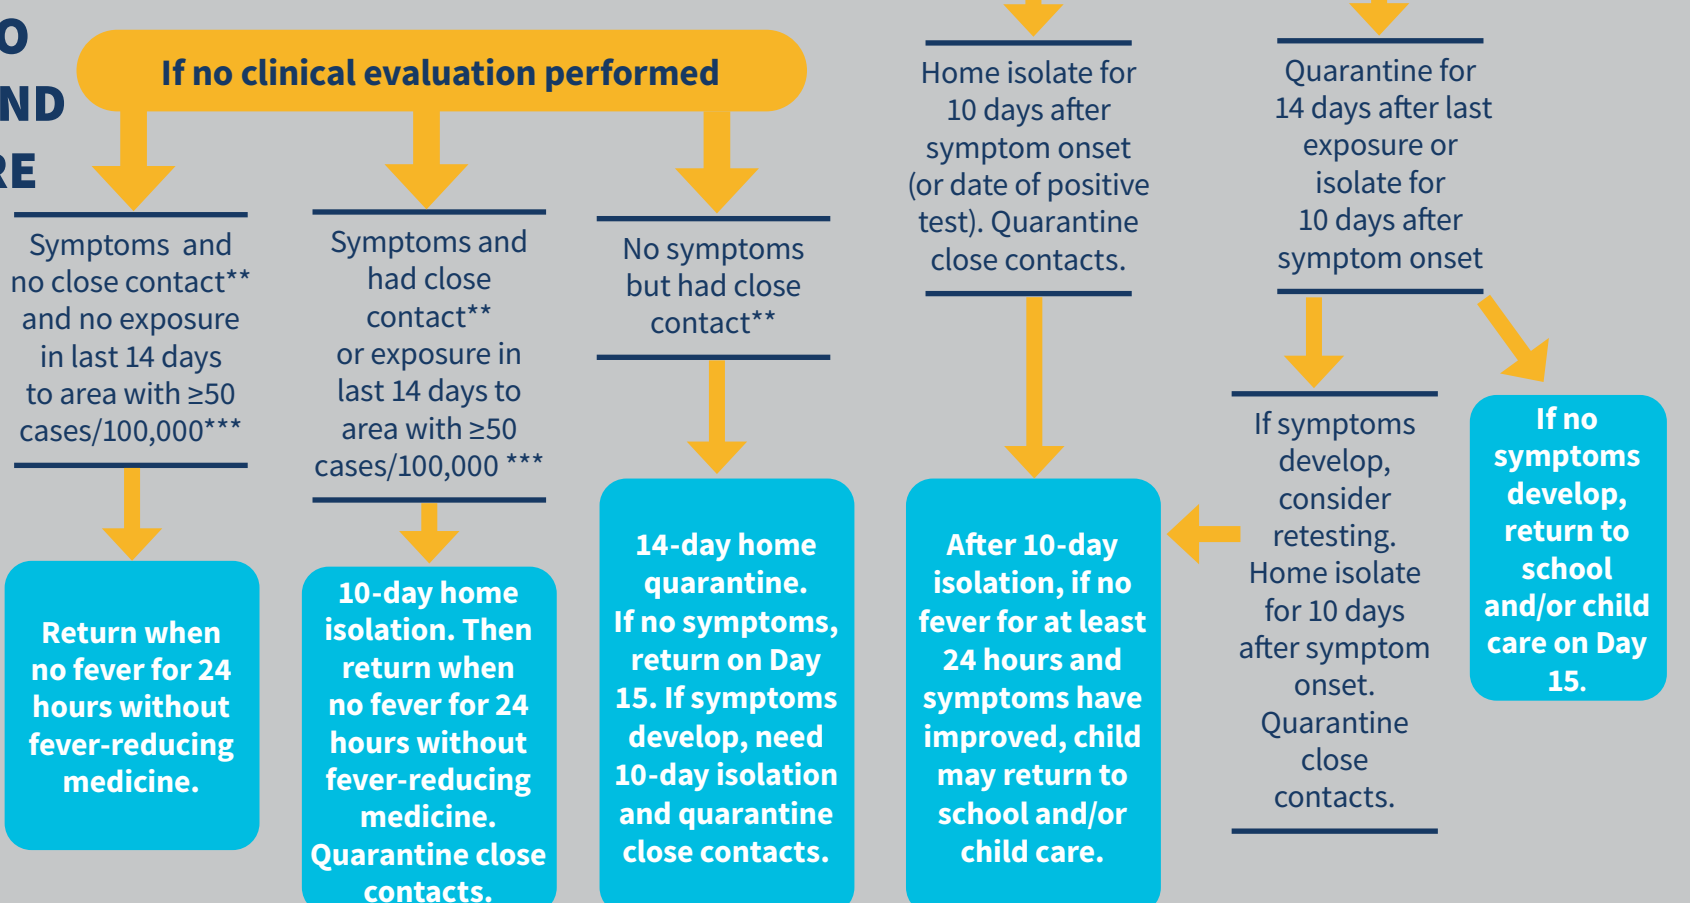 O
ND
RE
If no clinical evaluation performed
Symptoms and
no close contact**
and no exposure
in last 14 days
to area with ≥50
cases/100,000***
Return when
no fever for 24
hours without
fever-reducing
medicine.
Symptoms and
had close
contact**
or exposure in
last 14 days to
area with ≥50
cases/100,000 ***
10-day home
isolation. Then
return when
no fever for 24
hours without
fever-reducing
medicine.
Quarantine close
contacts.
No symptoms
but had close
contact**
14-day home
quarantine.
If no symptoms,
return on Day
15. If symptoms
develop, need
10-day isolation
and quarantine
close contacts.
Home isolate for
10 days after
symptom onset
(or date of positive
test). Quarantine
close contacts.
After 10-day
isolation, if no
fever for at least
24 hours and
symptoms have
improved, child
may return to
school and/or
child care.
Quarantine for
14 days after last
exposure or
isolate for
10 days after
symptom onset
If symptoms
develop,
consider
retesting.
Home isolate
for 10 days
after symptom
onset.
Quarantine
close
contacts.
If no
symptoms
develop,
return to
school
and/or child
care on Day
15.